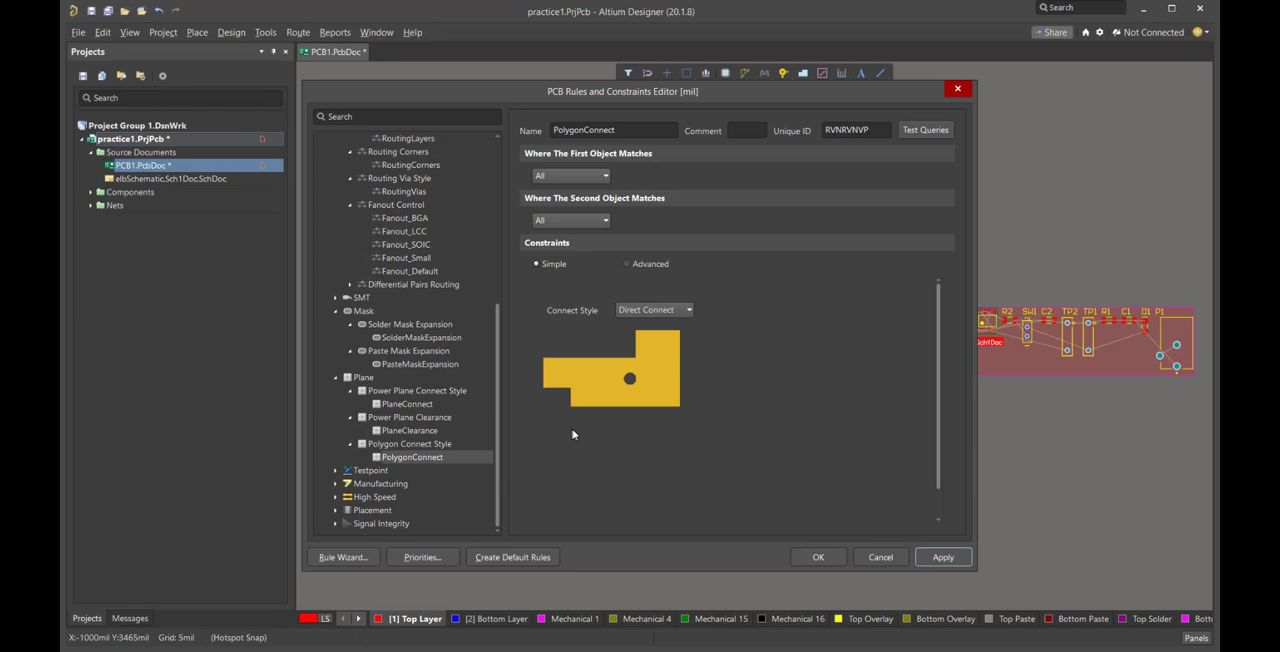 practice1.PrjPcb - Altium Designer (20.1.8)
Search
File Edit View Project Place Design Tools Route Reports Window Help
Share
Not Connected
Projects
PCB1.PcbDoc *
Search
Project Group 1.DsnWrk
practice1.PrjPcb *
Source Documents
PCB1.PcbDoc *
elbSchematic.Sch1Doc.SchDoc
Components
Nets
PCB Rules and Constraints Editor [mil]
Search
RoutingLayers
Routing Corners
RoutingCorners
Routing Via Style
RoutingVias
Fanout Control
Fanout_BGA
Fanout_LCC
Fanout_SOIC
Fanout_Small
Fanout_Default
Differential Pairs Routing
SMT
Mask
Solder Mask Expansion
SolderMaskExpansion
Paste Mask Expansion
PasteMaskExpansion
Plane
Power Plane Connect Style
PlaneConnect
Power Plane Clearance
PlaneClearance
Polygon Connect Style
PolygonConnect
Testpoint
Manufacturing
High Speed
Placement
Signal Integrity
Name PolygonConnect Comment Unique ID RVNRVNVP Test Queries
Where The First Object Matches
All
Where The Second Object Matches
All
Constraints
Simple Advanced
Connect Style Direct Connect
Rule Wizard... Priorities... Create Default Rules OK Cancel Apply
R2 SW1 C2 TP2 TP1 R1 C1 D1 P1
Sch1Doc
Projects Messages
LS [1] Top Layer [2] Bottom Layer Mechanical 1 Mechanical 4 Mechanical 15 Mechanical 16 Top Overlay Bottom Overlay Top Paste Bottom Paste Top Solder Botto
X:-1000mil Y:3465mil Grid: 5mil (Hotspot Snap)
Panels